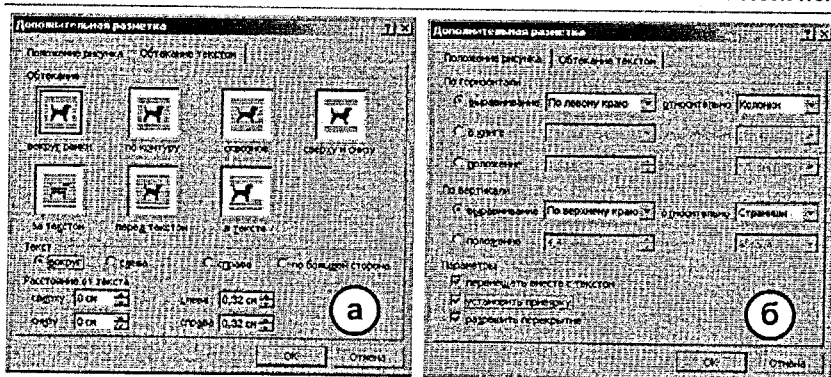 Дополнительная разметка
Положение рисунка Обтекание текстом
Обтекание
вокруг рамки по контуру сквозное сверху и снизу
за текстом перед текстом в тексте
Текст
вокруг слева справа по большей стороне
Расстояние от текста
сверху 0 см слева 0,32 см
снизу 0 см справа 0,32 см
а
ОК Отмена
Дополнительная разметка
Положение рисунка Обтекание текстом
По горизонтали
выравнивание По левому краю относительно Колонки
в книге
положение
По вертикали
выравнивание По верхнему краю относительно Страницы
положение
Параметры
перемещать вместе с текстом
установить привязку
разрешить перекрытие
б
ОК Отмена